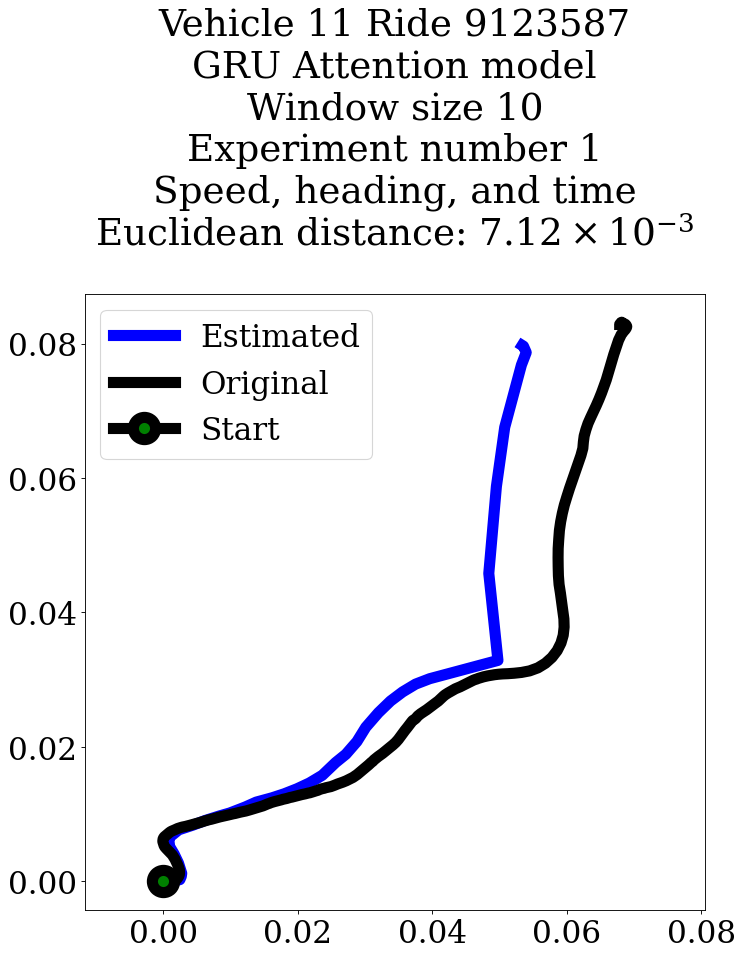 Vehicle 11 Ride 9123587
GRU Attention model
Window size 10
Experiment number 1
Speed, heading, and time
Euclidean distance: 7.12 × 10⁻³
Estimated
Original
Start
0.08
0.06
0.04
0.02
0.00
0.00 0.02 0.04 0.06 0.08